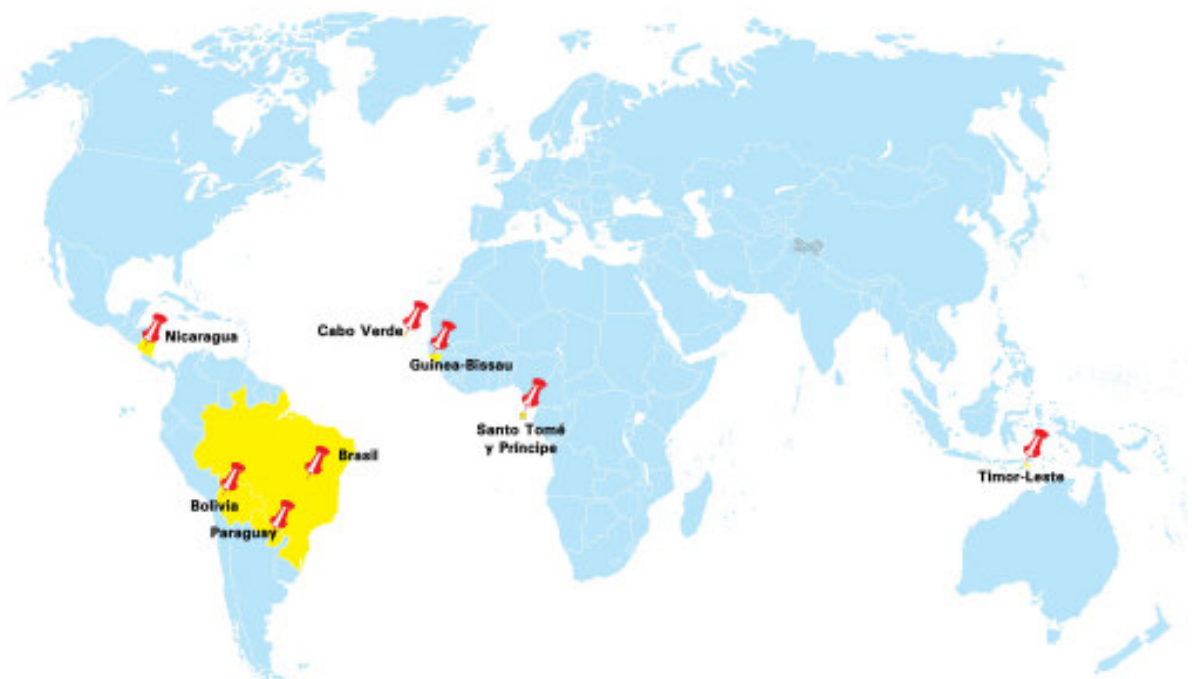 Nicaragua
Cabo Verde
Guinea-Bissau
Santo Tomé
y Príncipe
Brasil
Timor-Leste
Bolivia
Paraguay